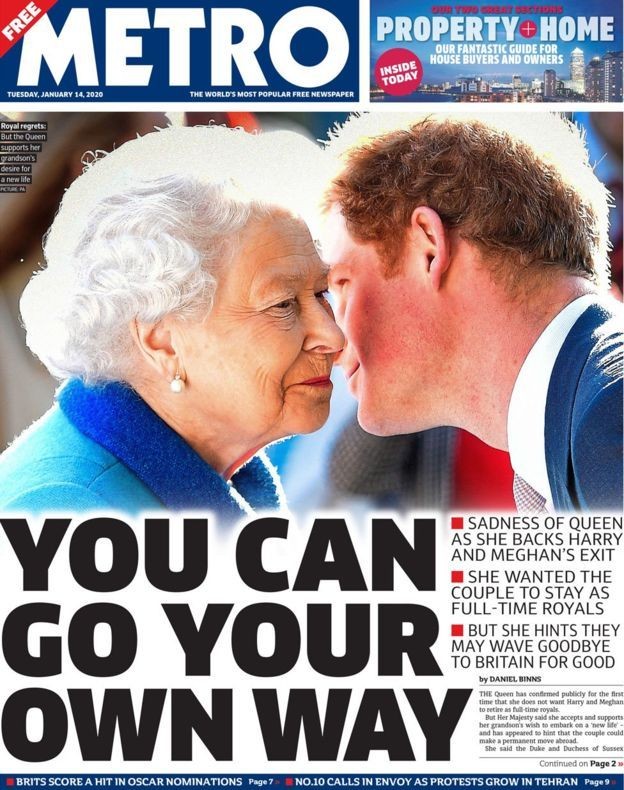 FREE
METRO
TUESDAY, JANUARY 14, 2020
THE WORLD'S MOST POPULAR FREE NEWSPAPER
OUR TWO GREAT SECTIONS
PROPERTY+HOME
OUR FANTASTIC GUIDE FOR
HOUSE BUYERS AND OWNERS
INSIDE
TODAY
Royal regrets:
But the Queen
supports her
grandson's
desire for
a new life
PICTURE: PA
YOU CAN
GO YOUR
OWN WAY
■ SADNESS OF QUEEN
AS SHE BACKS HARRY
AND MEGHAN'S EXIT
■ SHE WANTED THE
COUPLE TO STAY AS
FULL-TIME ROYALS
■ BUT SHE HINTS THEY
MAY WAVE GOODBYE
TO BRITAIN FOR GOOD
by DANIEL BINNS
THE Queen has confirmed publicly for the first
time that she does not want Harry and Meghan
to retire as full-time royals.
But Her Majesty said she accepts and supports
her grandson's wish to embark on a 'new life' –
and has appeared to hint that the couple could
make a permanent move abroad.
She said the Duke and Duchess of Sussex
Continued on Page 2 »
■ BRITS SCORE A HIT IN OSCAR NOMINATIONS Page 7 » ■ NO.10 CALLS IN ENVOY AS PROTESTS GROW IN TEHRAN Page 9 »